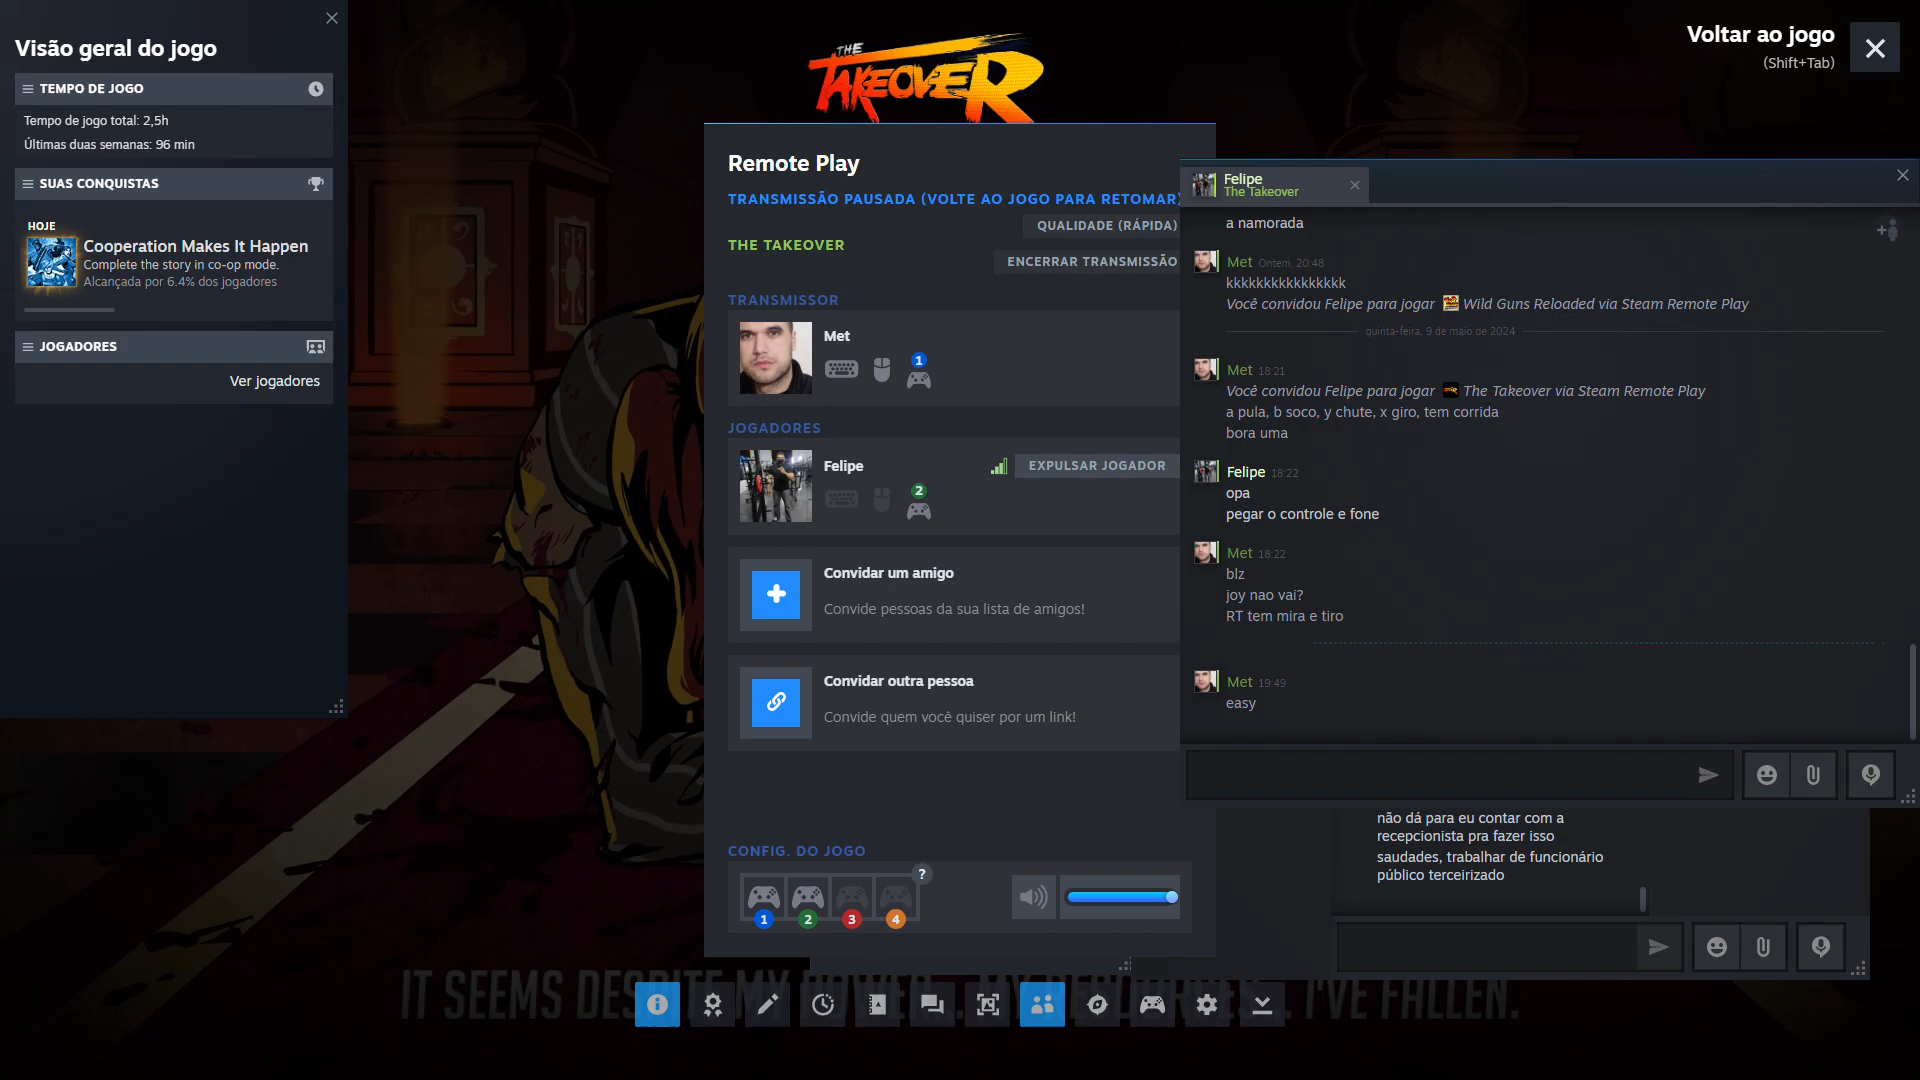 Visão geral do jogo
TEMPO DE JOGO
Tempo de jogo total: 2,5h
Últimas duas semanas: 96 min
SUAS CONQUISTAS
HOJE
Cooperation Makes It Happen
Complete the story in co-op mode.
Alcançada por 6.4% dos jogadores
JOGADORES
Ver jogadores
THE
TAKEOVER
Voltar ao jogo
(Shift+Tab)
Remote Play
TRANSMISSÃO PAUSADA (VOLTE AO JOGO PARA RETOMAR)
QUALIDADE (RÁPIDA)
THE TAKEOVER
ENCERRAR TRANSMISSÃO
TRANSMISSOR
Met
1
JOGADORES
Felipe
EXPULSAR JOGADOR
2
Convidar um amigo
Convide pessoas da sua lista de amigos!
Convidar outra pessoa
Convide quem você quiser por um link!
CONFIG. DO JOGO
?
1 2 3 4
Felipe
The Takeover
a namorada
Met Ontem, 20:48
kkkkkkkkkkkkkkkk
Você convidou Felipe para jogar Wild Guns Reloaded via Steam Remote Play
quinta-feira, 9 de maio de 2024
Met 18:21
Você convidou Felipe para jogar The Takeover via Steam Remote Play
a pula, b soco, y chute, x giro, tem corrida
bora uma
Felipe 18:22
opa
pegar o controle e fone
Met 18:22
blz
joy nao vai?
RT tem mira e tiro
Met 19:49
easy
não dá para eu contar com a
recepcionista pra fazer isso
saudades, trabalhar de funcionário
público terceirizado
IT SEEMS DESPITE MY POWER... MY RESOURCES... I'VE FALLEN.